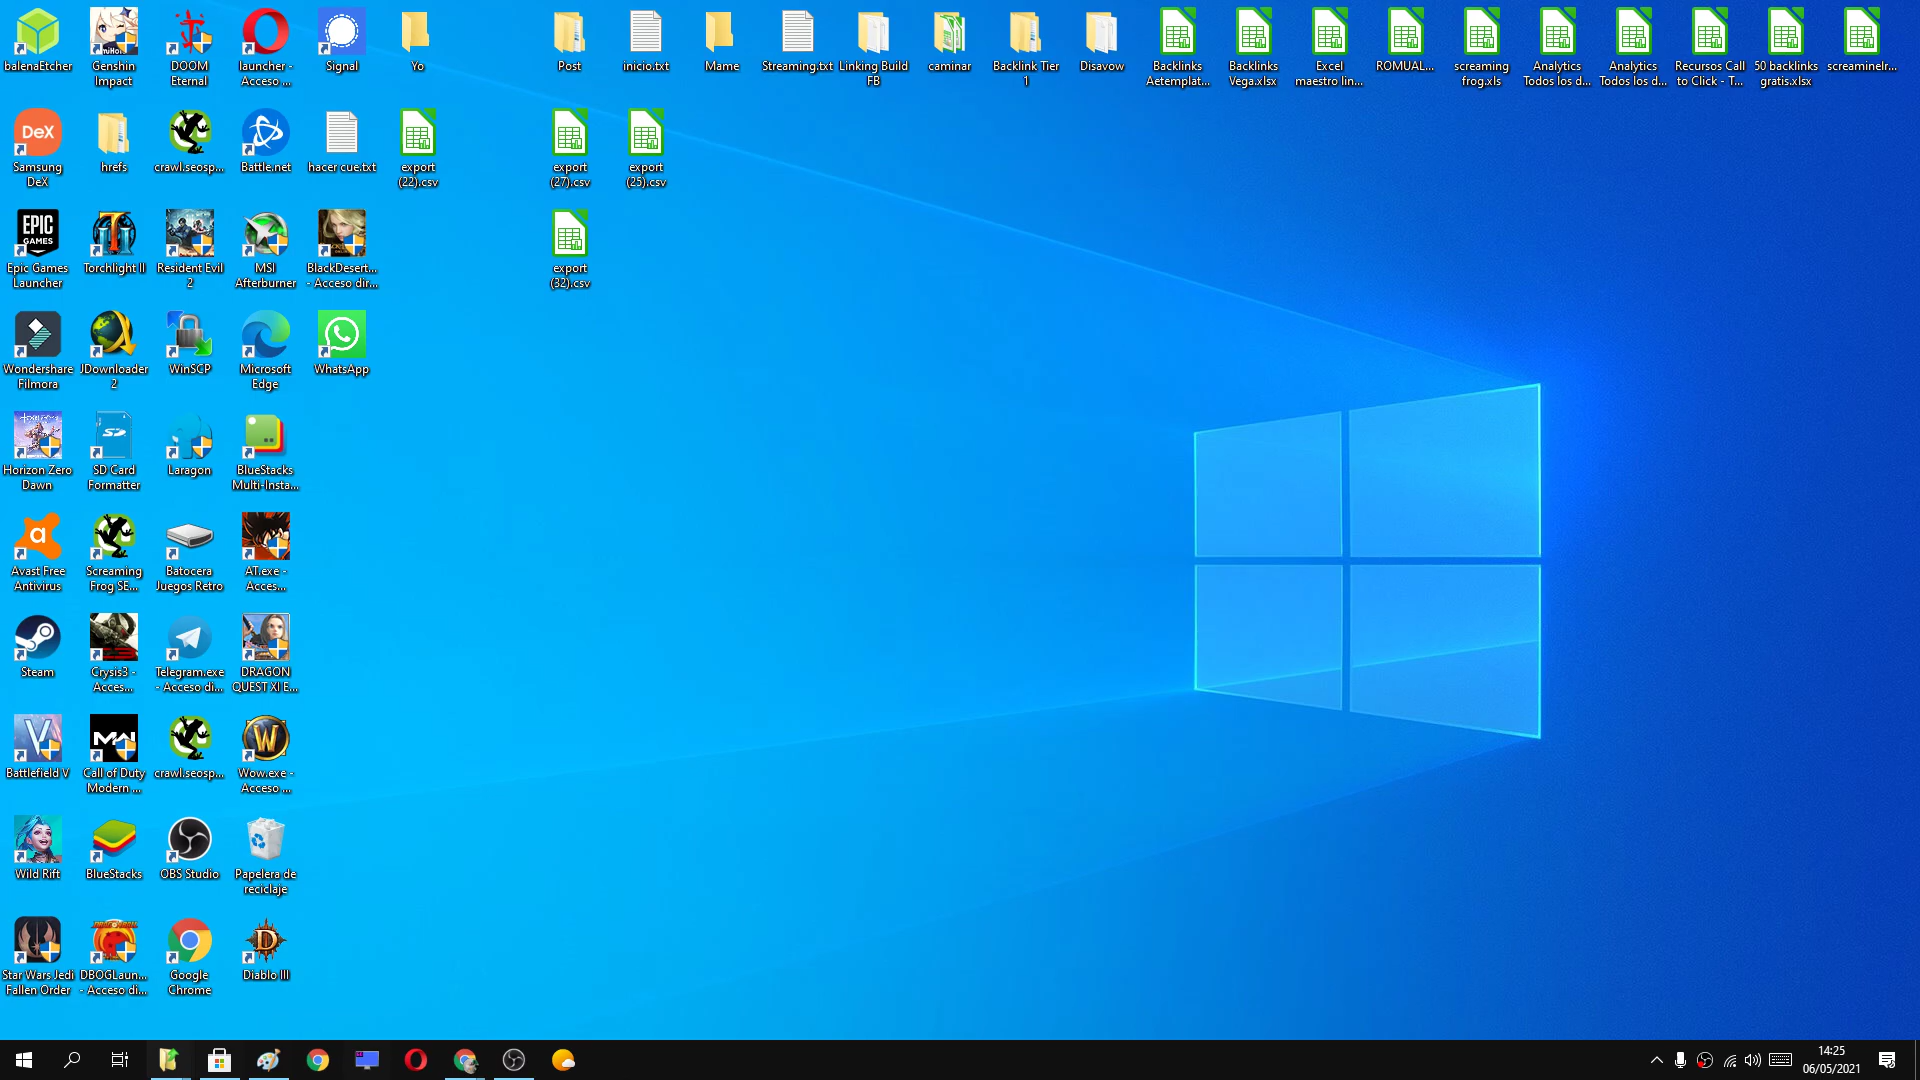 balenaEtcher
Genshin
Impact
DOOM
Eternal
launcher -
Acceso ...
Signal
Yo
Post
inicio.txt
Mame
Streaming.txt
Linking Build
FB
caminar
Backlink Tier
1
Disavow
Backlinks
Aetemplat...
Backlinks
Vega.xlsx
Excel
maestro lin...
ROMUAL...
screaming
frog.xls
Analytics
Todos los d...
Analytics
Todos los d...
Recursos Call
to Click - T...
50 backlinks
gratis.xlsx
screaminelr...
DeX
Samsung
DeX
hrefs
crawl.seosp...
Battle.net
hacer cue.txt
export
(22).csv
export
(27).csv
export
(25).csv
EPIC
GAMES
Epic Games
Launcher
Torchlight II
Resident Evil
2
MSI
Afterburner
BlackDesert...
- Acceso dir...
export
(32).csv
Wondershare
Filmora
JDownloader
2
WinSCP
Microsoft
Edge
WhatsApp
Horizon Zero
Dawn
SD
SD Card
Formatter
Laragon
BlueStacks
Multi-Insta...
Avast Free
Antivirus
Screaming
Frog SE...
Batocera
Juegos Retro
AT.exe -
Acces...
Steam
Crysis3 -
Acces...
Telegram.exe
- Acceso di...
DRAGON
QUEST XI E...
Battlefield V
Call of Duty
Modern ...
crawl.seosp...
Wow.exe -
Acceso ...
Wild Rift
BlueStacks
OBS Studio
Papelera de
reciclaje
Star Wars Jedi
Fallen Order
DBOGLaun...
- Acceso di...
Google
Chrome
Diablo III
14:25
06/05/2021